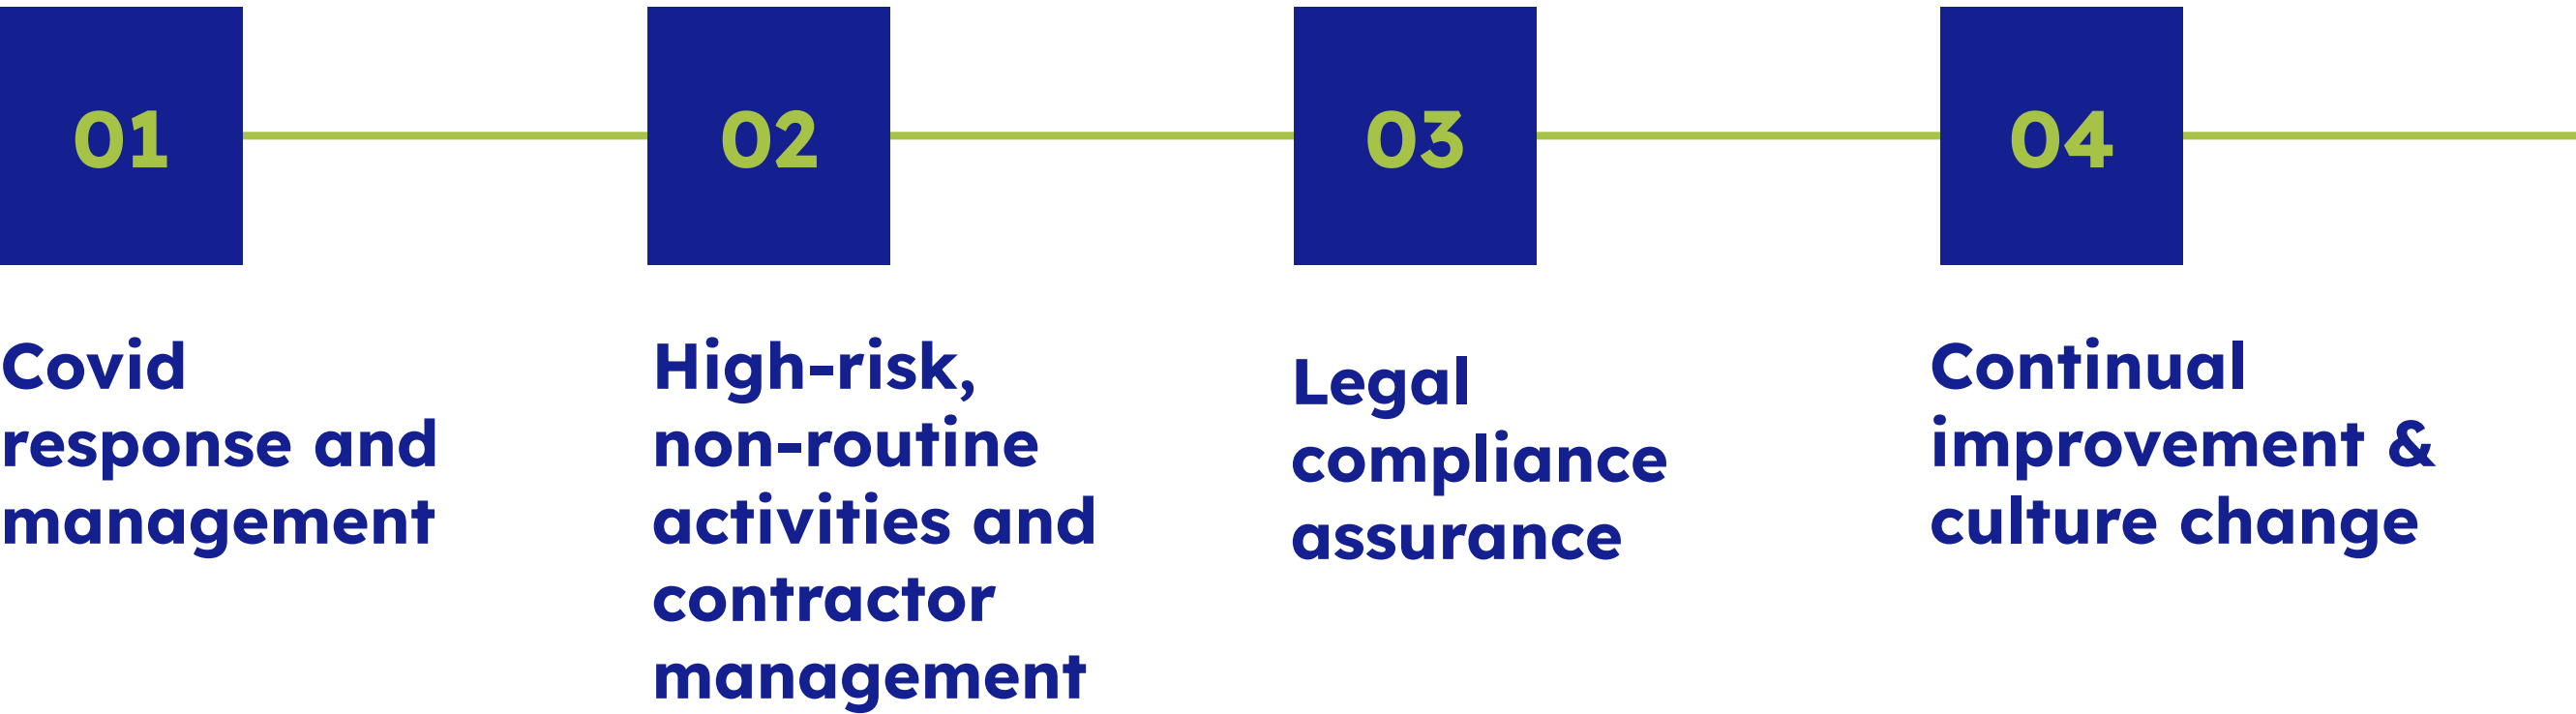 01
Covid
response and
management
02
High-risk,
non-routine
activities and
contractor
management
03
Legal
compliance
assurance
04
Continual
improvement &
culture change